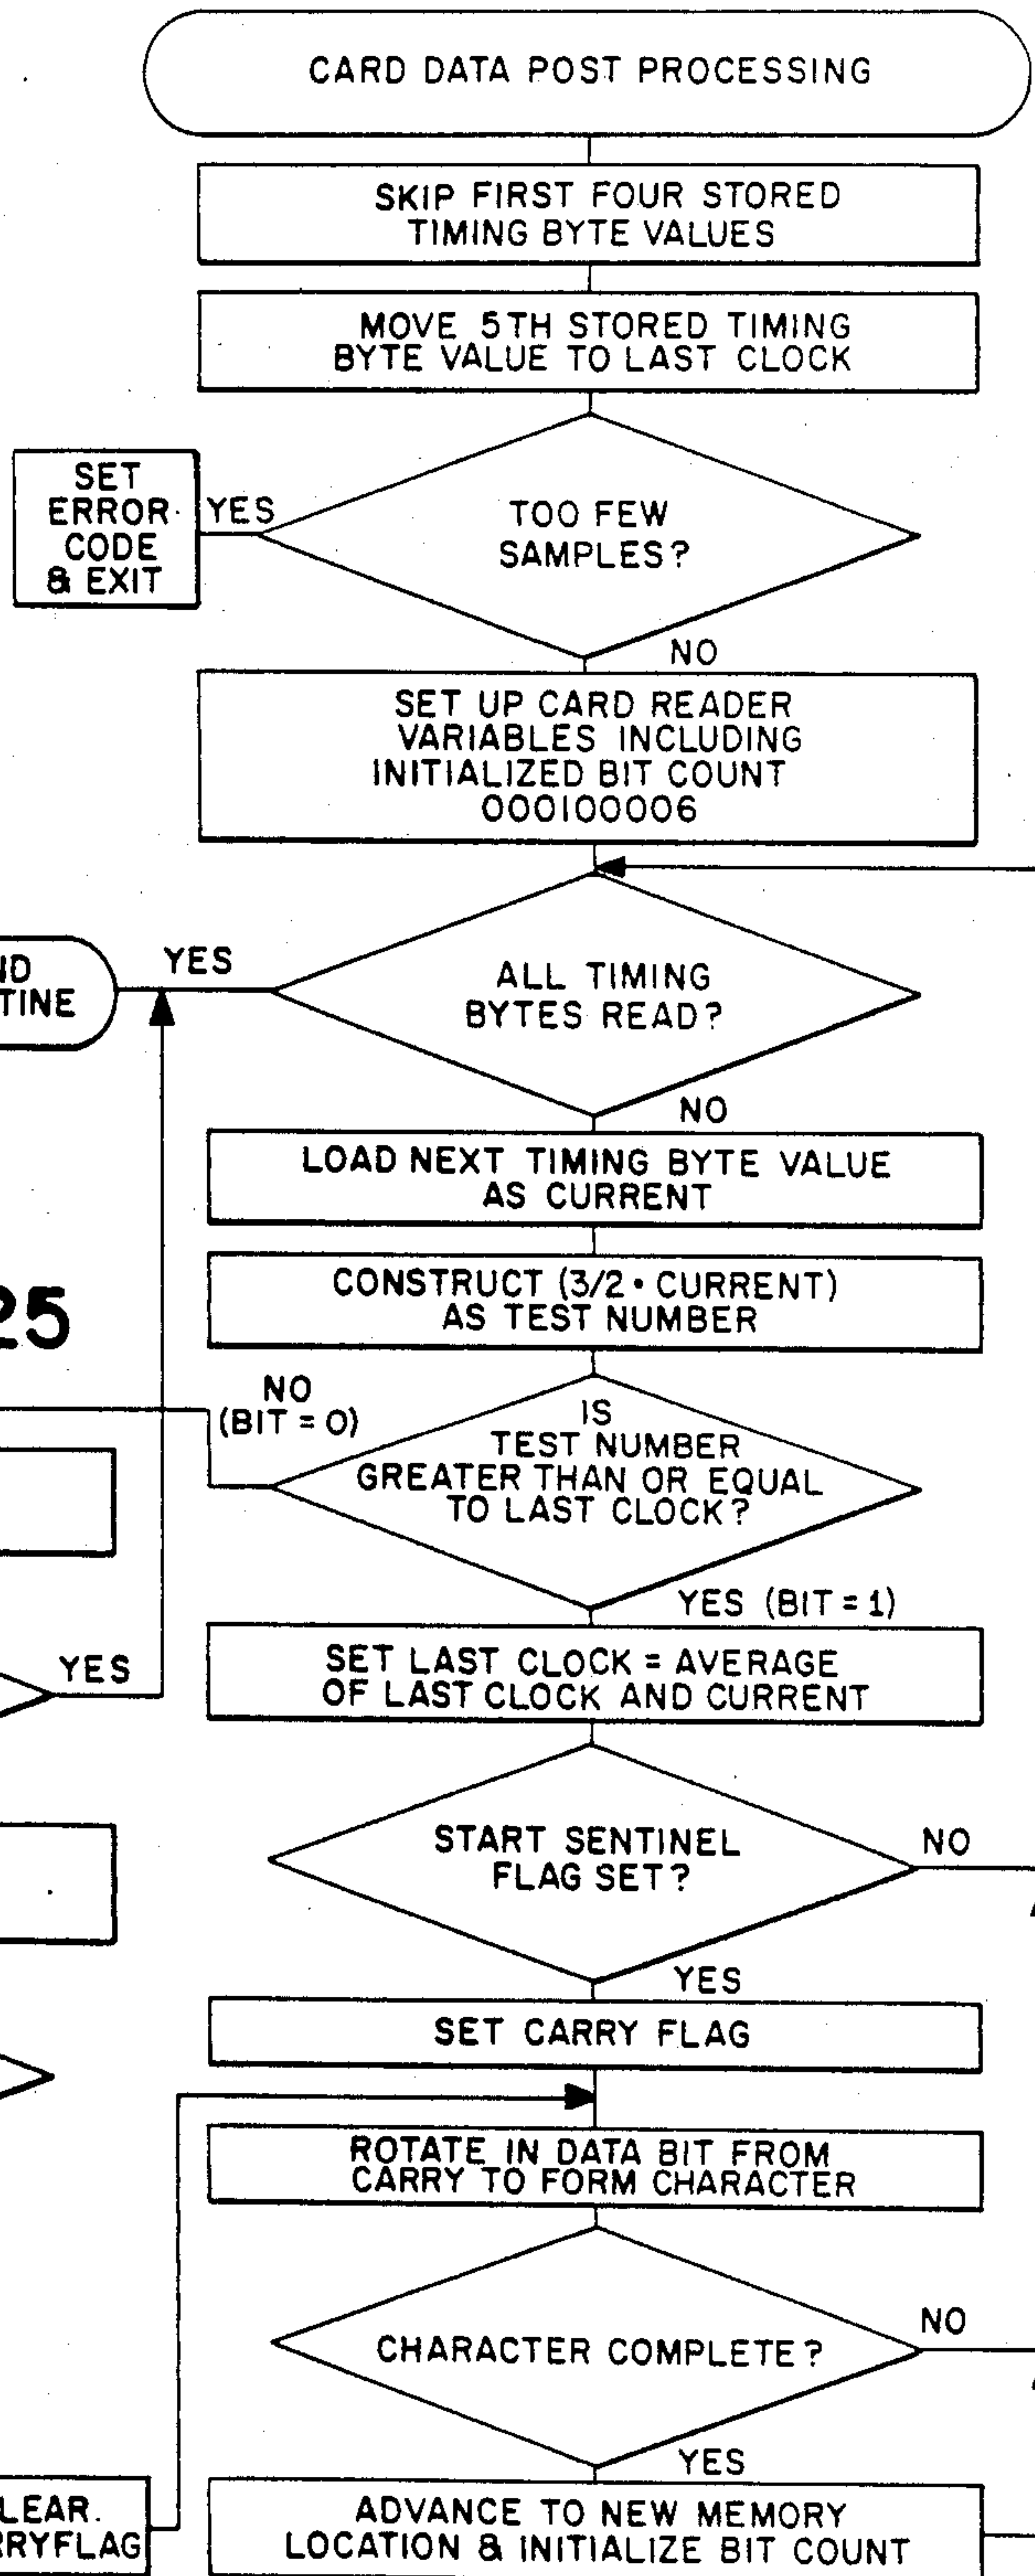 CARD DATA POST PROCESSING
SKIP FIRST FOUR STORED
TIMING BYTE VALUES
MOVE 5TH STORED TIMING
BYTE VALUE TO LAST CLOCK
SET
ERROR
CODE
& EXIT
YES
TOO FEW
SAMPLES?
NO
SET UP CARD READER
VARIABLES INCLUDING
INITIALIZED BIT COUNT
000100006
ND
TINE
YES
ALL TIMING
BYTES READ?
NO
LOAD NEXT TIMING BYTE VALUE
AS CURRENT
CONSTRUCT (3/2 • CURRENT)
AS TEST NUMBER
25
NO
(BIT = 0)
IS
TEST NUMBER
GREATER THAN OR EQUAL
TO LAST CLOCK?
YES (BIT = 1)
SET LAST CLOCK = AVERAGE
OF LAST CLOCK AND CURRENT
YES
START SENTINEL
FLAG SET?
NO
YES
SET CARRY FLAG
ROTATE IN DATA BIT FROM
CARRY TO FORM CHARACTER
CHARACTER COMPLETE?
NO
YES
LEAR.
RRYFLAG
ADVANCE TO NEW MEMORY
LOCATION & INITIALIZE BIT COUNT